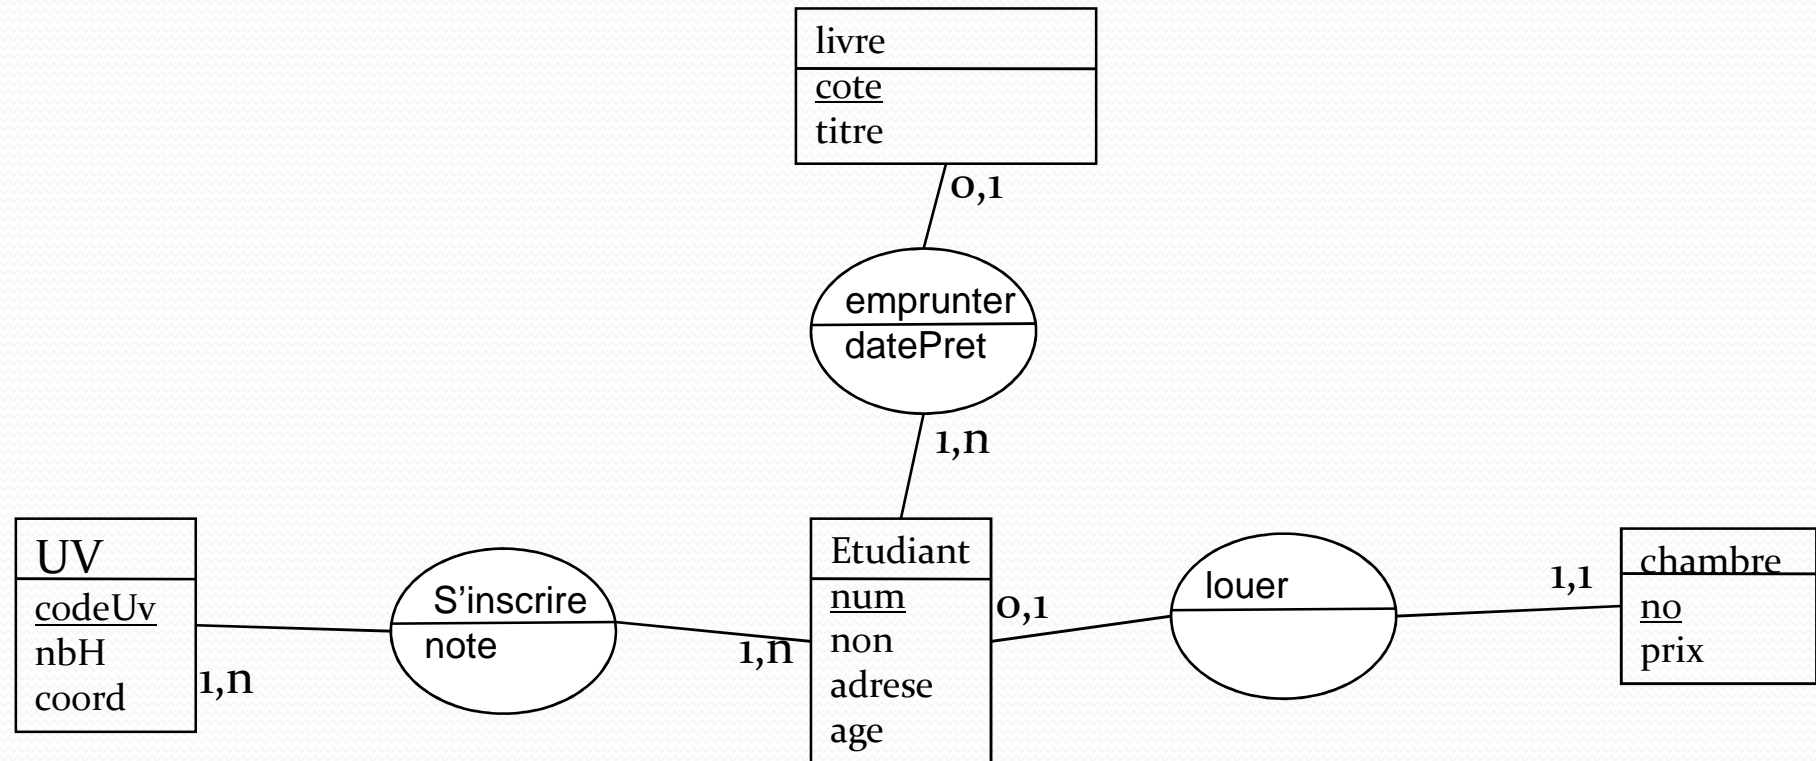 livre
cote
titre
0,1
emprunter
datePret
1,n
UV
codeUv
nbH
coord
1,n
S'inscrire
note
1,n
Etudiant
num
non
adrese
age
0,1
louer
1,1
chambre
no
prix